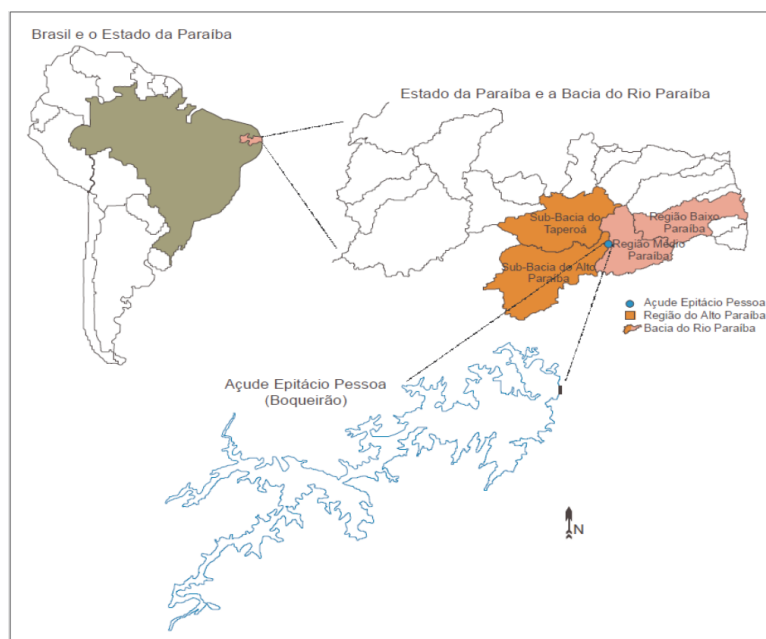 Brasil e o Estado da Paraíba
Estado da Paraíba e a Bacia do Rio Paraíba
Sub-Bacia do
Taperoá
Região Baixo
Paraíba
Região Médio
Paraíba
Sub-Bacia do Alto
Paraíba
Açude Epitácio Pessoa
Região do Alto Paraíba
Bacia do Rio Paraíba
Açude Epitácio Pessoa
(Boqueirão)
N